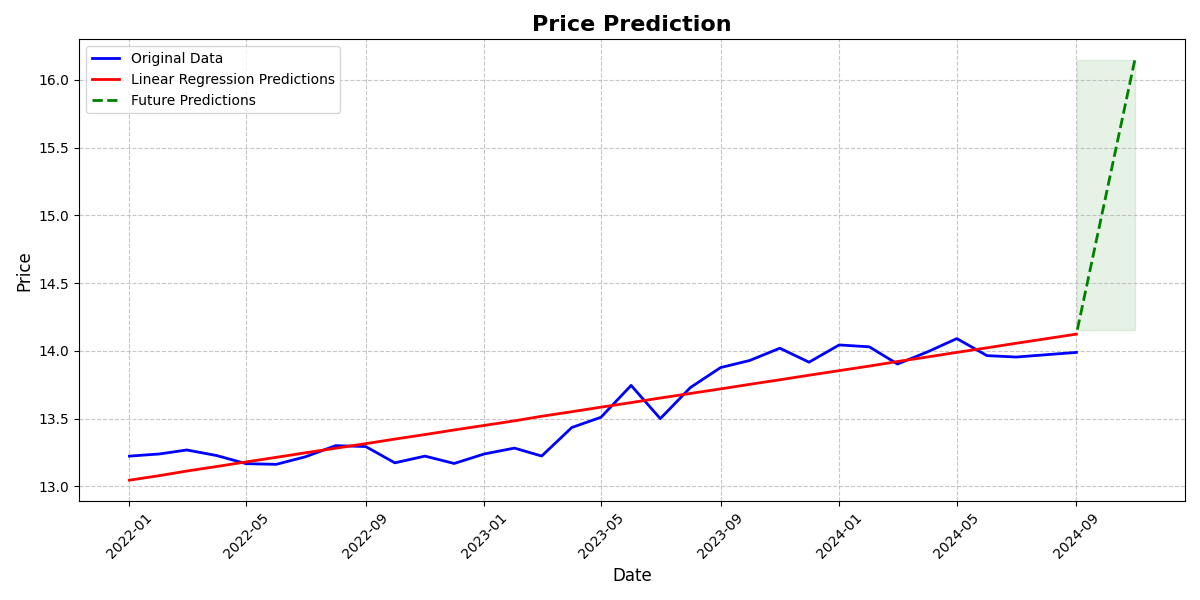 Price Prediction
Original Data
Linear Regression Predictions
Future Predictions
16.0
15.5
15.0
14.5
14.0
13.5
13.0
Price
2022-01
2022-05
2022-09
2023-01
2023-05
2023-09
2024-01
2024-05
2024-09
Date